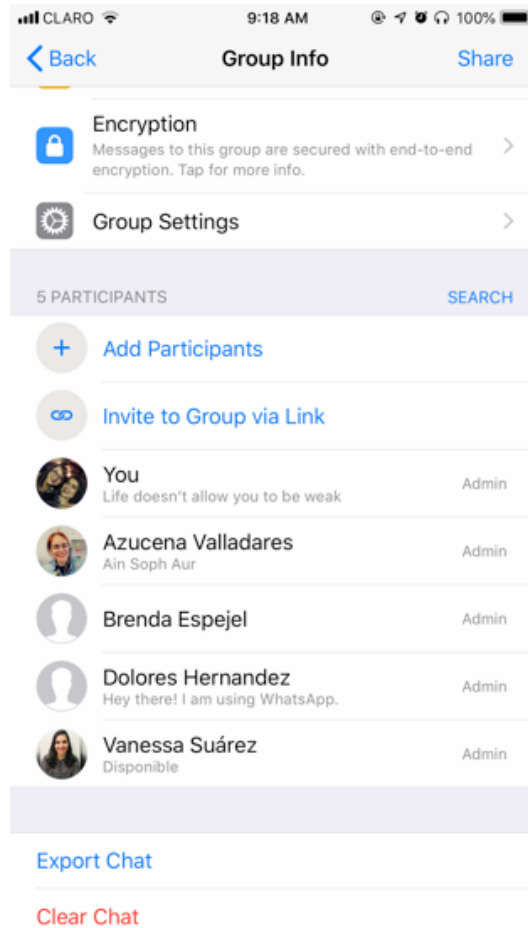 CLARO 9:18 AM 100%
Back Group Info Share
Encryption
Messages to this group are secured with end-to-end
encryption. Tap for more info.
Group Settings
5 PARTICIPANTS SEARCH
Add Participants
Invite to Group via Link
You
Life doesn't allow you to be weak
Admin
Azucena Valladares
Ain Soph Aur
Admin
Brenda Espejel
Admin
Dolores Hernandez
Hey there! I am using WhatsApp.
Admin
Vanessa Suárez
Disponible
Admin
Export Chat
Clear Chat